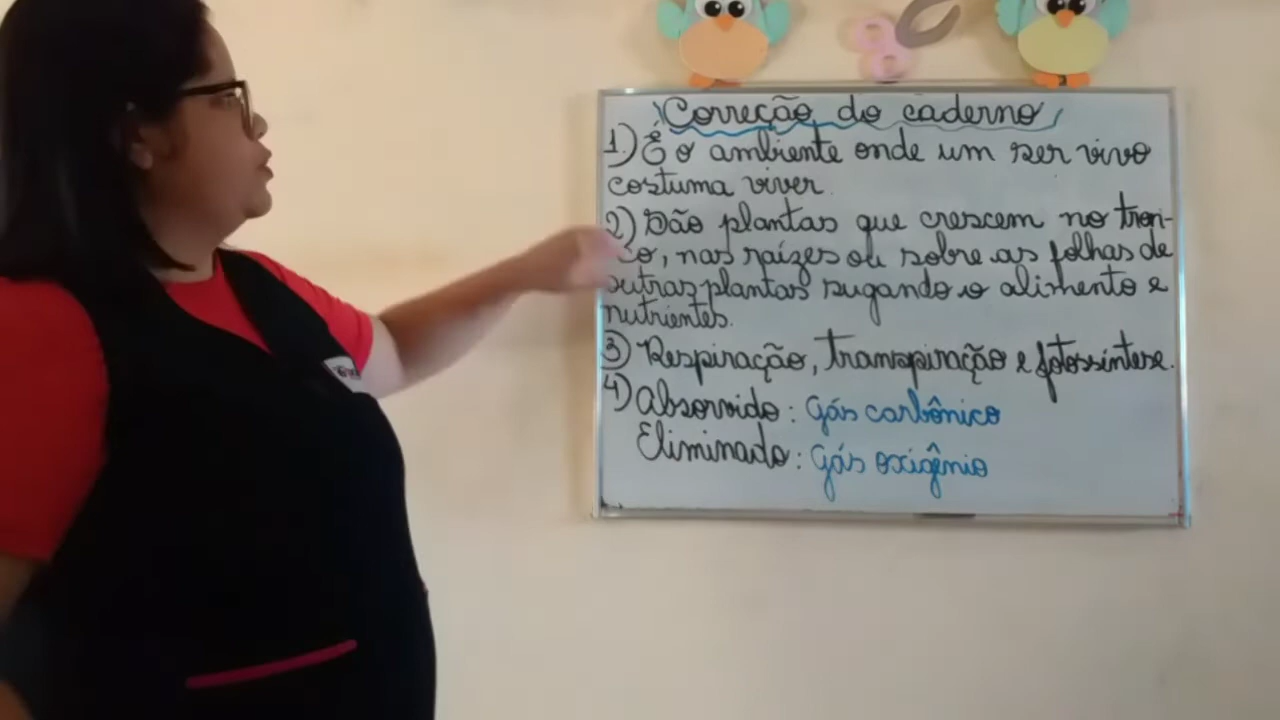 Correção do caderno
1.) É o ambiente onde um ser vivo
costuma viver.
2) São plantas que crescem no tron-
co, nas raízes ou sobre as folhas de
outras plantas sugando o alimento e
nutrientes.
3) Respiração, transpiração e fotossíntese.
4) Absorvido: gás carbônico
Eliminado: gás oxigênio